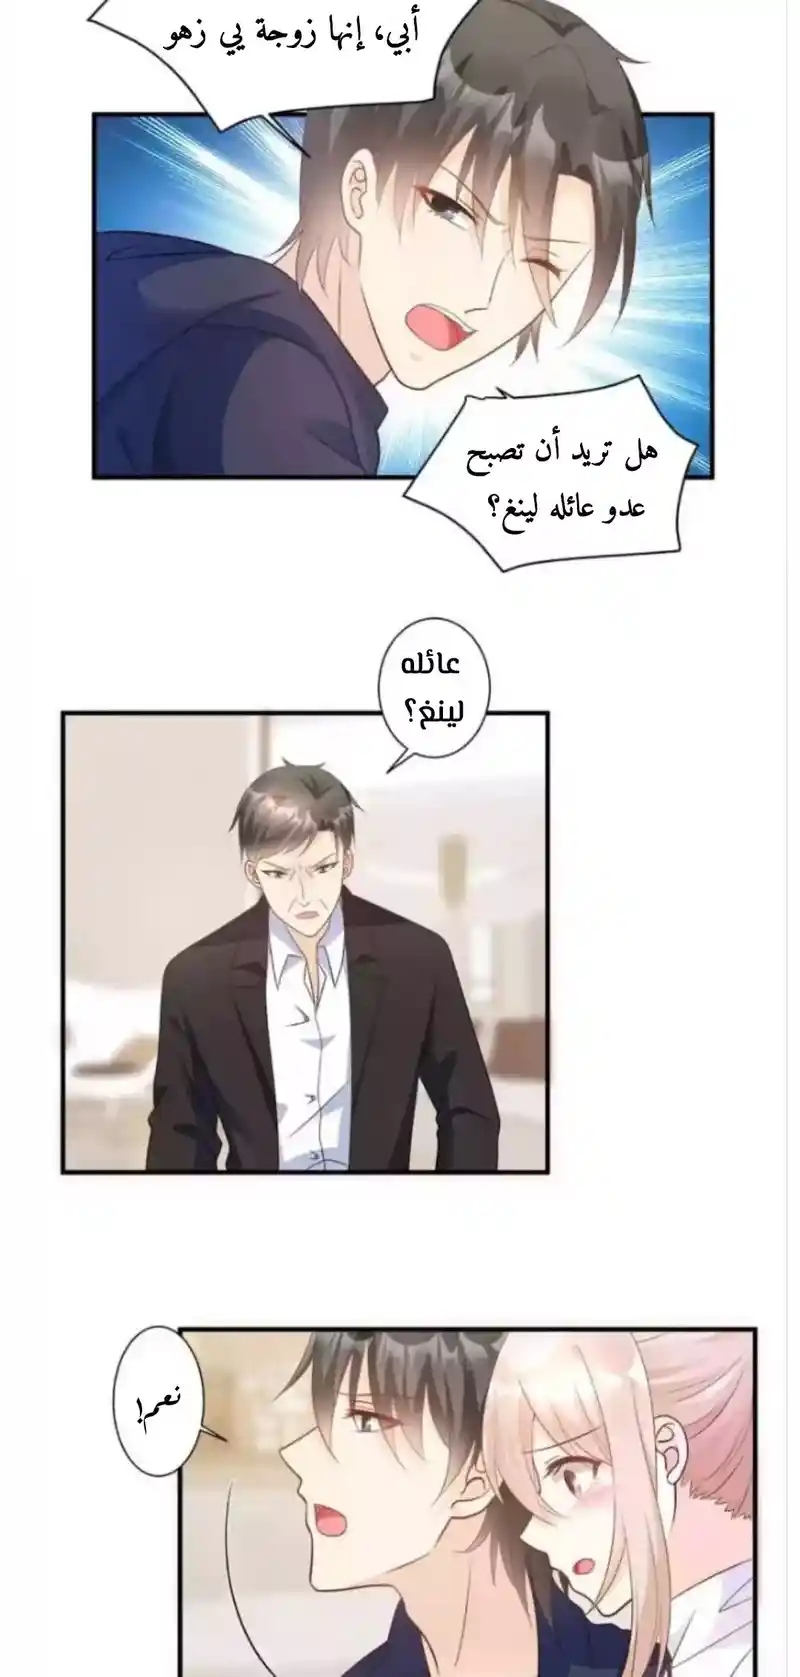 أبي، إنها زوجة يي زهو
هل تريد أن تصبح
عدو عائله لينغ؟
عائله
لينغ؟
نعم!